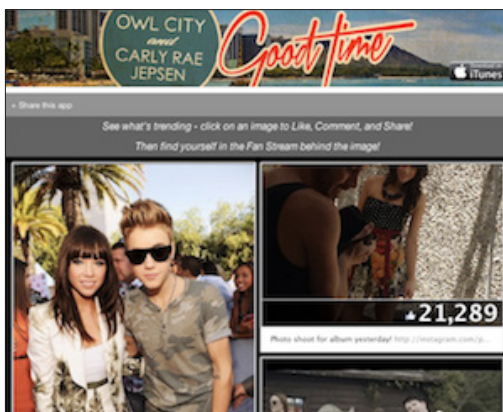 OWL CITY
and
CARLY RAE
JEPSEN
Good Time
iTunes
+ Share this app
See what's trending - click on an image to Like, Comment, and Share!
Then find yourself in the Fan Stream behind the image!
21,289
Photo shoot for album yesterday! http://instagram.com/p...